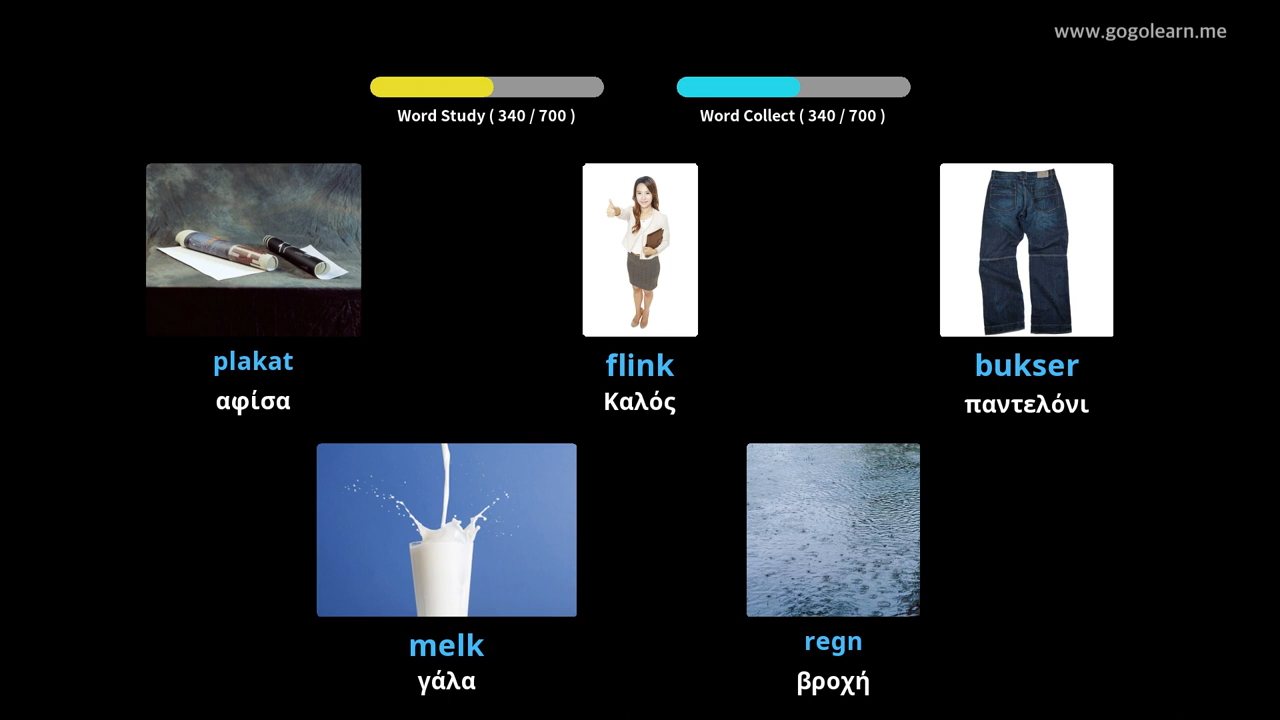 www.gogolearn.me
Word Study ( 340 / 700 )
Word Collect ( 340 / 700 )
plakat
αφίσα
flink
Καλός
bukser
παντελόνι
melk
γάλα
regn
βροχή